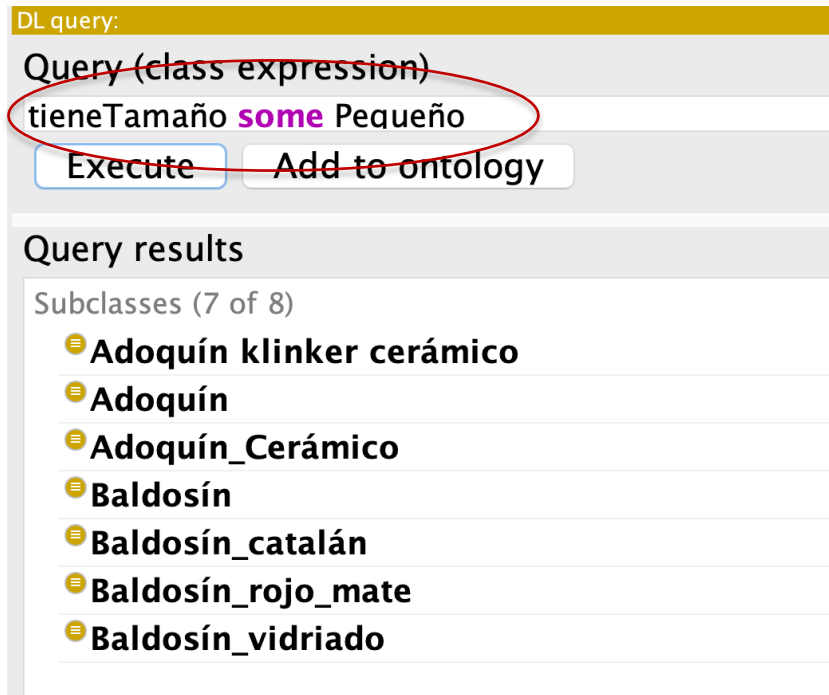 DL query:
Query (class expression)
tieneTamaño some Pequeño
Execute Add to ontology
Query results
Subclasses (7 of 8)
Adoquín klinker cerámico
Adoquín
Adoquín_Cerámico
Baldosín
Baldosín_catalán
Baldosín_rojo_mate
Baldosín_vidriado